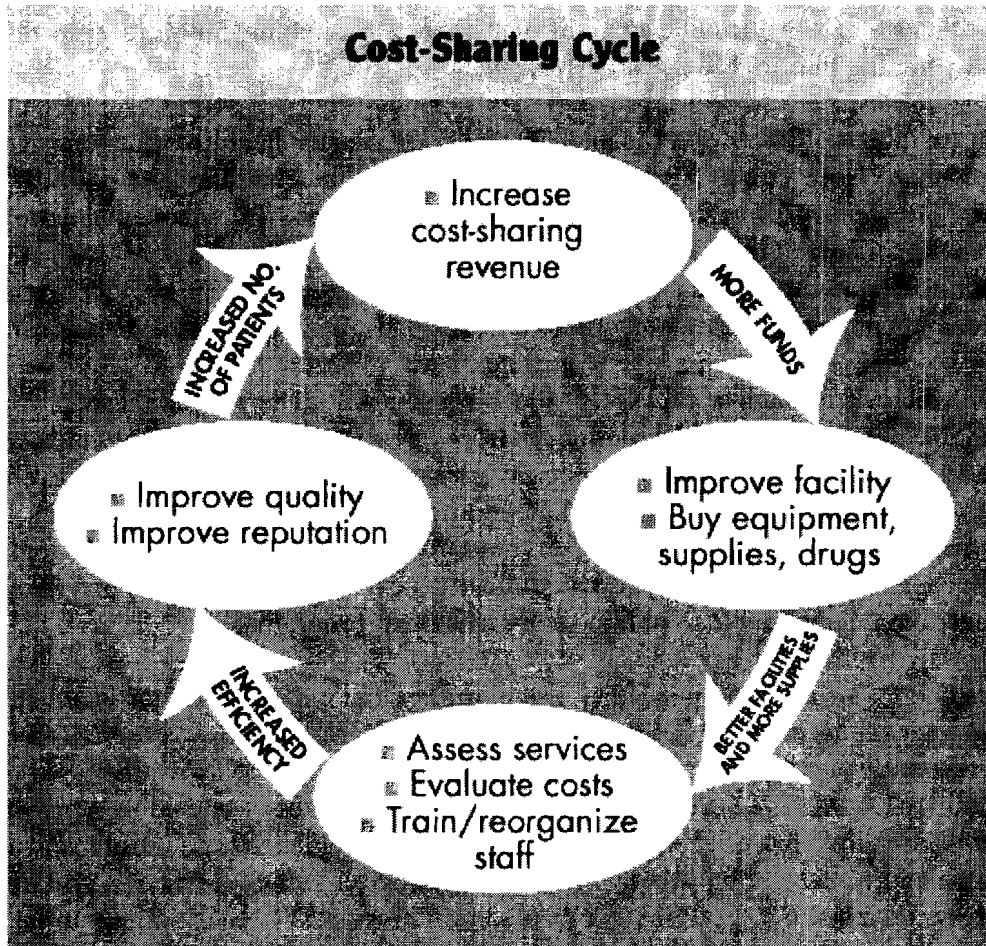 Cost-Sharing Cycle
▪ Increase
cost-sharing
revenue
MORE FUNDS
▪ Improve facility
▪ Buy equipment,
supplies, drugs
BETTER FACILITIES
AND MORE SUPPLIES
▪ Assess services
▪ Evaluate costs
▪ Train/reorganize
staff
INCREASED
EFFICIENCY
▪ Improve quality
▪ Improve reputation
INCREASED NO.
OF PATIENTS